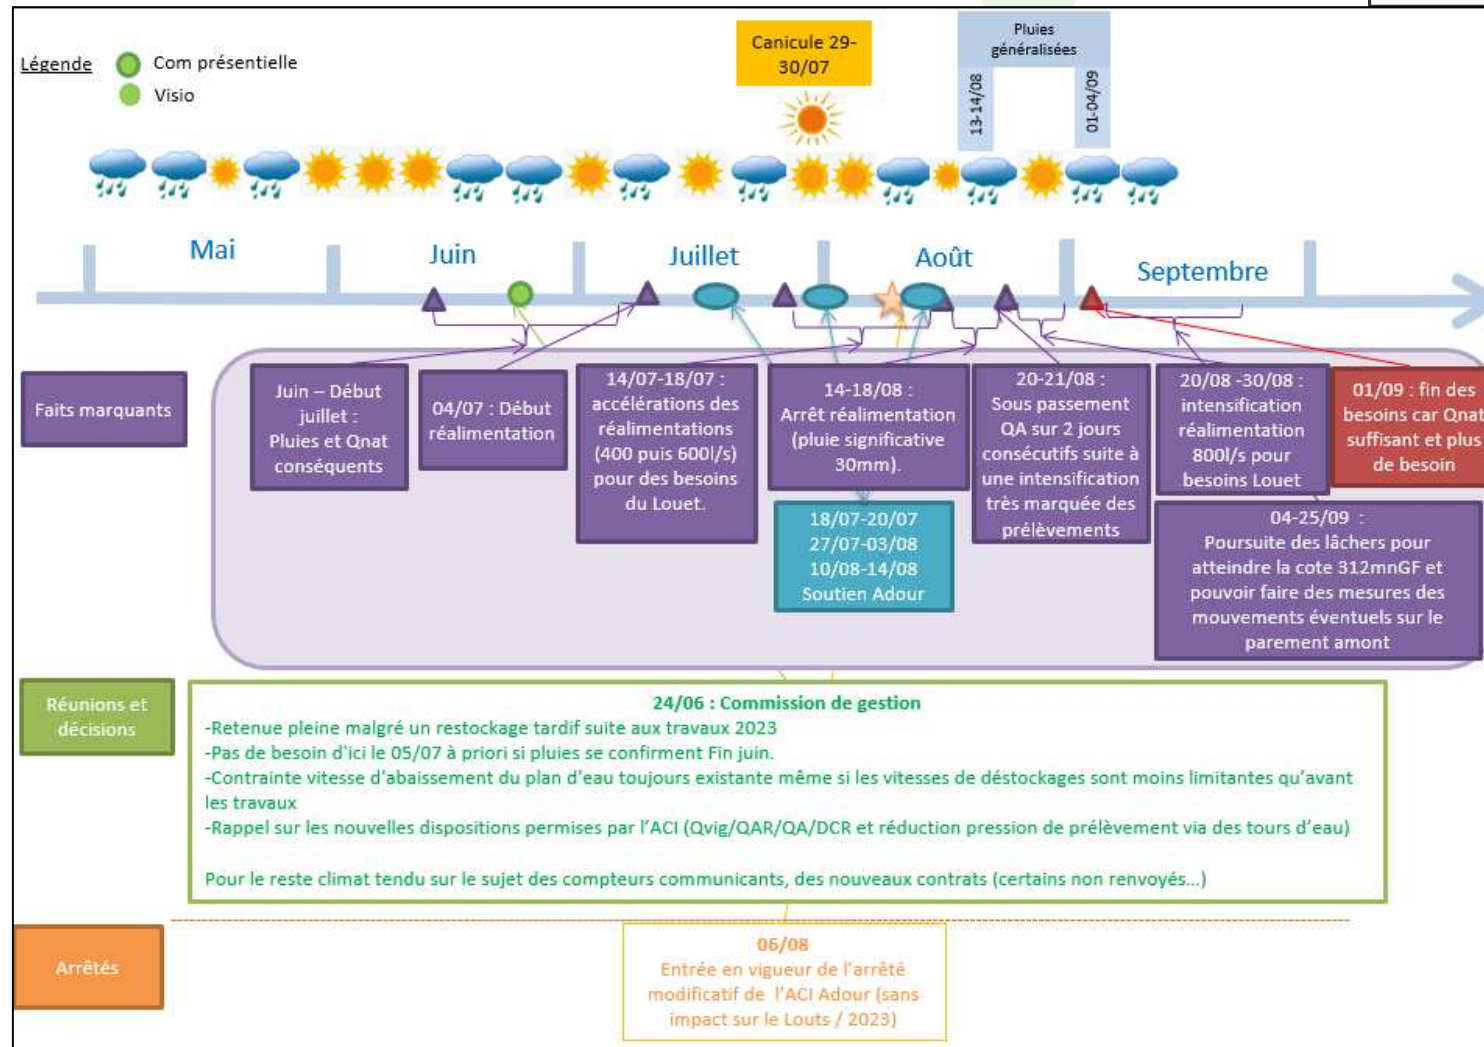 Légende
Com présentielle
Visio
Canicule 29-
30/07
Pluies
généralisées
13-14/08
01-04/09
Mai
Juin
Juillet
Août
Septembre
Faits marquants
Juin – Début
juillet :
Pluies et Qnat
conséquents
04/07 : Début
réalimentation
14/07-18/07 :
accélérations des
réalimentations
(400 puis 600l/s)
pour des besoins
du Louet.
14-18/08 :
Arrêt réalimentation
(pluie significative
30mm).
18/07-20/07
27/07-03/08
10/08-14/08
Soutien Adour
20-21/08 :
Sous passement
QA sur 2 jours
consécutifs suite à
une intensification
très marquée des
prélèvements
20/08 -30/08 :
intensification
réalimentation
800l/s pour
besoins Louet
01/09 : fin des
besoins car Qnat
suffisant et plus
de besoin
04-25/09 :
Poursuite des lâchers pour
atteindre la cote 312mnGF et
pouvoir faire des mesures des
mouvements éventuels sur le
parement amont
Réunions et
décisions
24/06 : Commission de gestion
-Retenue pleine malgré un restockage tardif suite aux travaux 2023
-Pas de besoin d'ici le 05/07 à priori si pluies se confirment Fin juin.
-Contrainte vitesse d'abaissement du plan d'eau toujours existante même si les vitesses de déstockages sont moins limitantes qu'avant
les travaux
-Rappel sur les nouvelles dispositions permises par l'ACI (Qvig/QAR/QA/DCR et réduction pression de prélèvement via des tours d'eau)
Pour le reste climat tendu sur le sujet des compteurs communicants, des nouveaux contrats (certains non renvoyés...)
Arrêtés
06/08
Entrée en vigueur de l'arrêté
modificatif de l'ACI Adour (sans
impact sur le Louts / 2023)